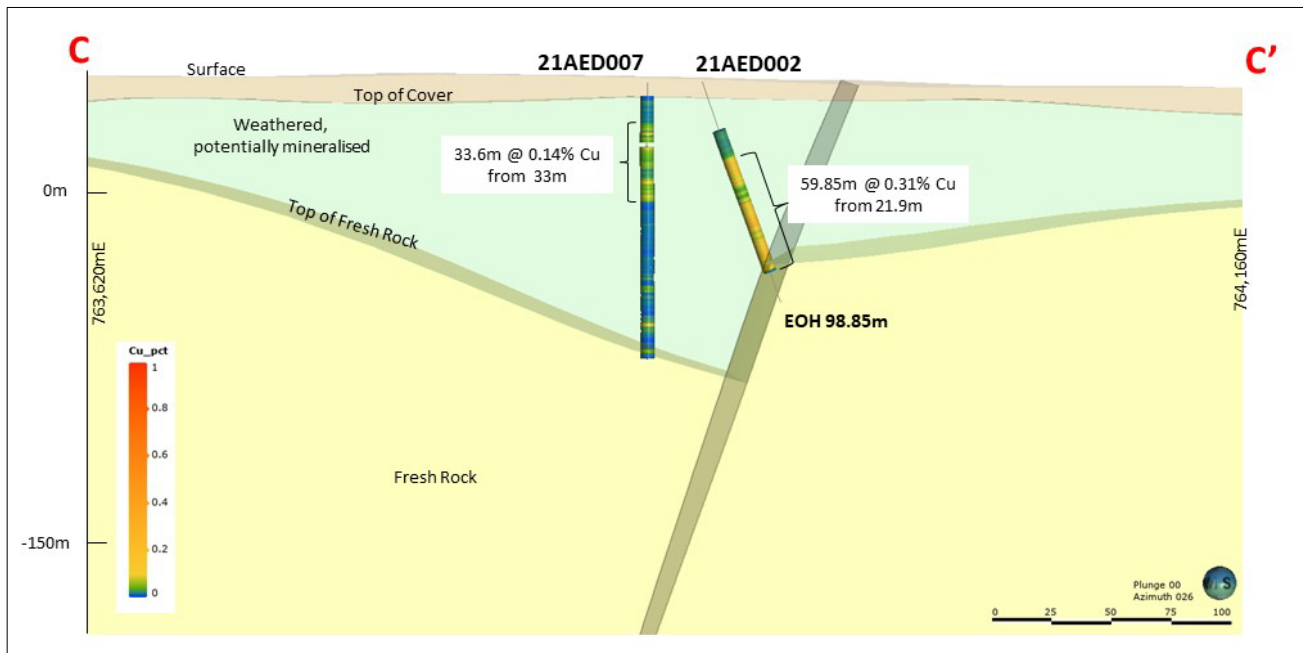 C
C'
21AED007
21AED002
Surface
Top of Cover
Weathered,
potentially mineralised
33.6m @ 0.14% Cu
from 33m
59.85m @ 0.31% Cu
from 21.9m
0m
Top of Fresh Rock
763,620mE
764,160mE
EOH 98.85m
Cu_pct
1
0.8
0.6
0.4
0.2
0
Fresh Rock
-150m
Plunge 00
Azimuth 026
S
0 25 50 75 100